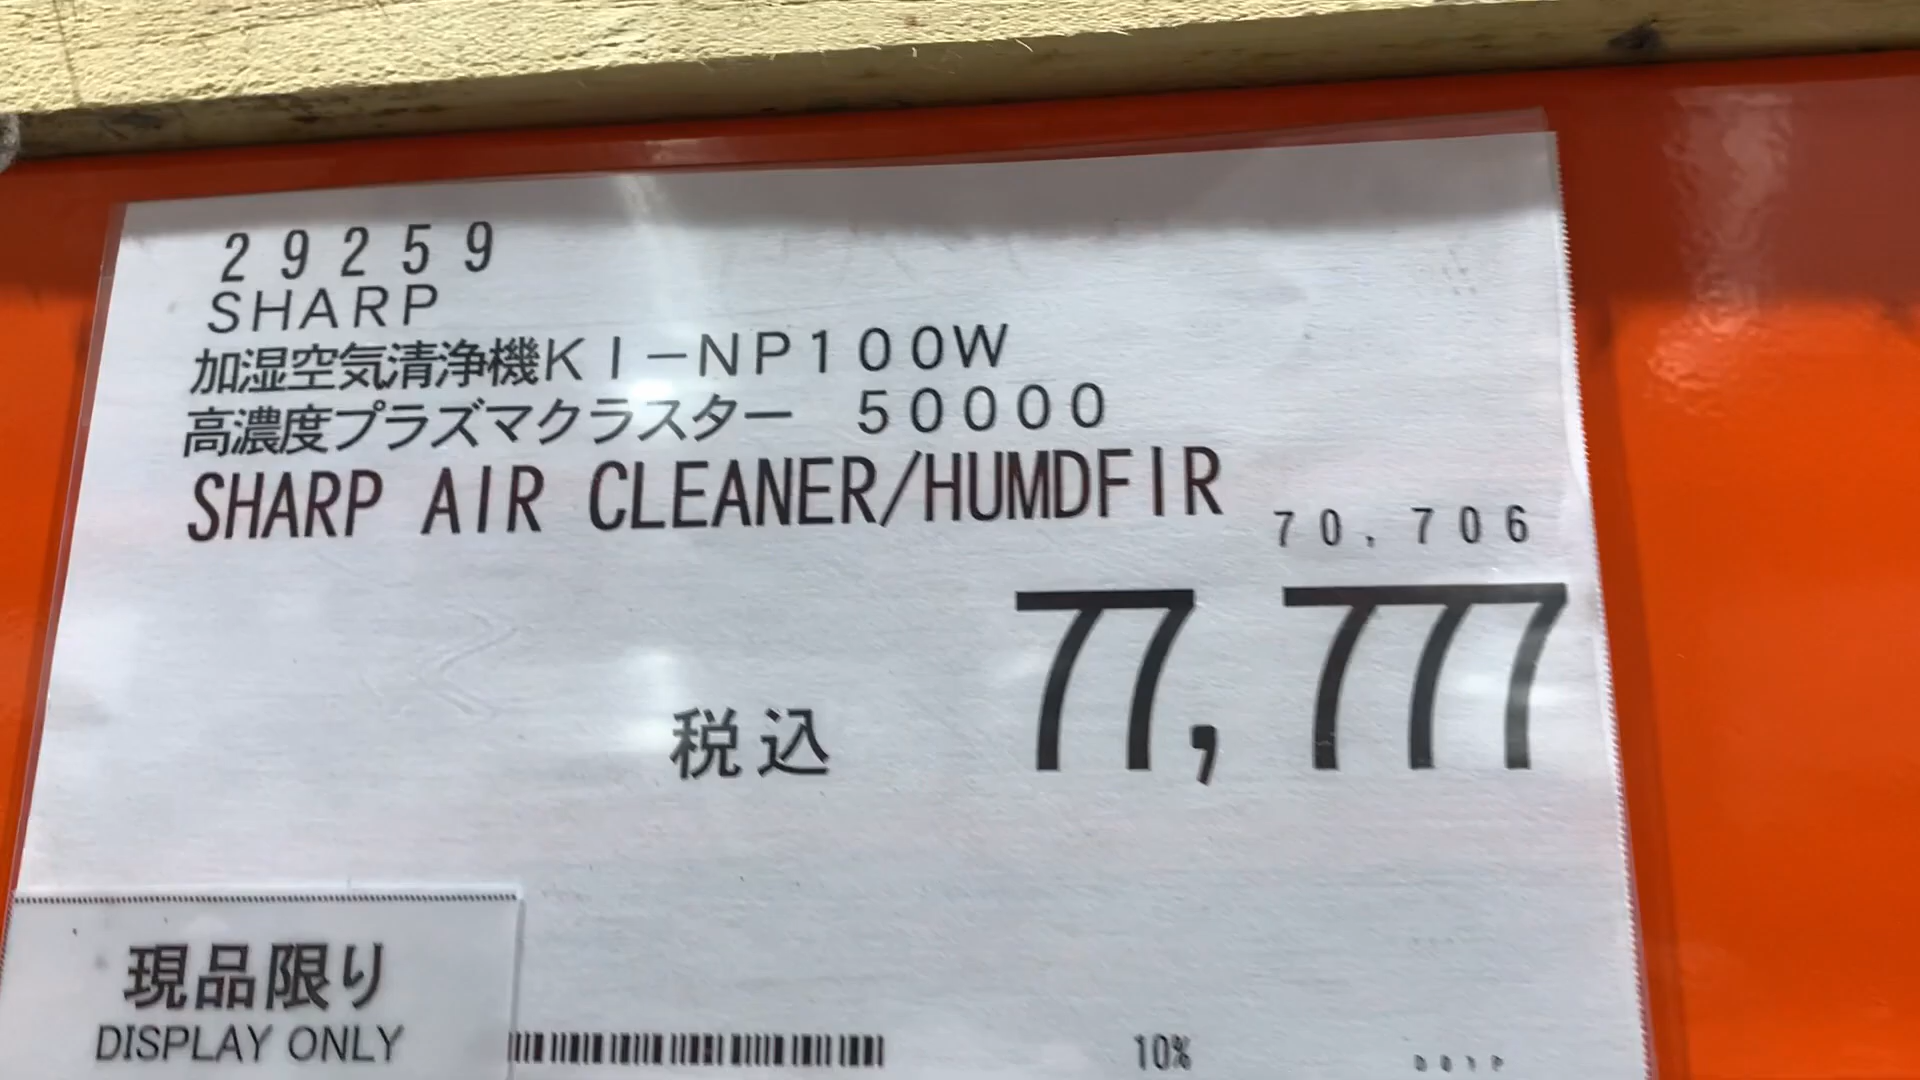 29259
SHARP
加湿空気清浄機KI-NP100W
高濃度プラズマクラスター 50000
SHARP AIR CLEANER/HUMDFIR
70,706
税込 77,777
現品限り
DISPLAY ONLY
10%